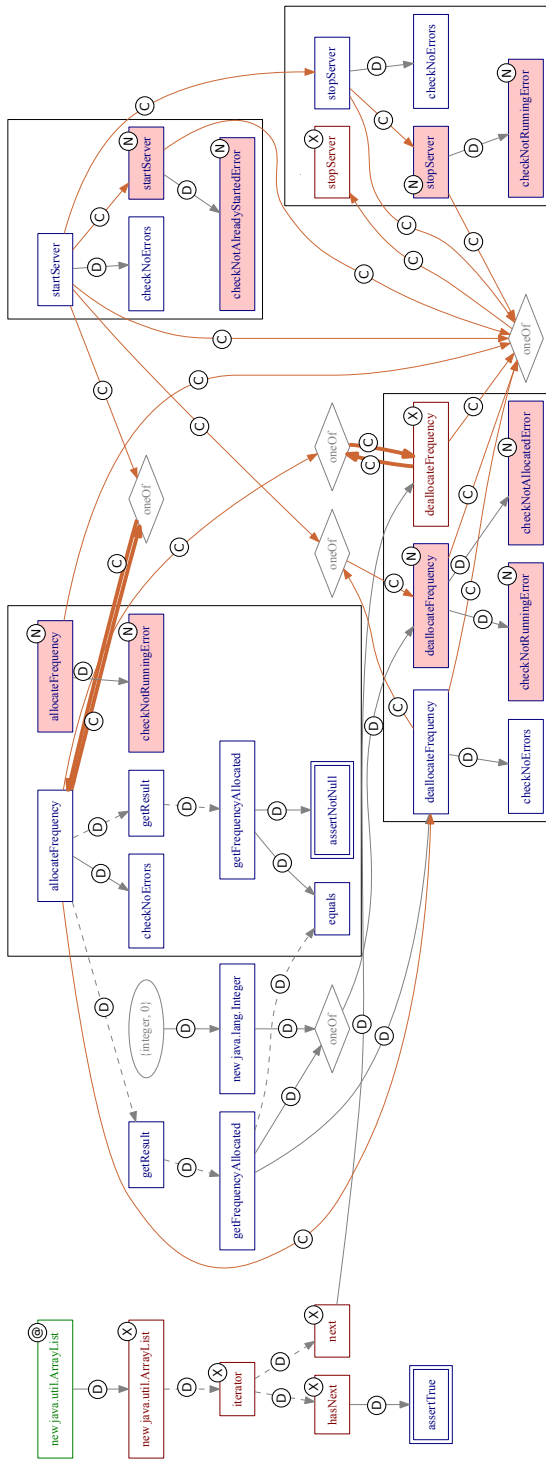 new java.util.ArrayList
@
allocateFrequency
allocateFrequency
N
startServer
D
D
D
D
C
C
C
D
C
C
new java.util.ArrayList
X
getResult
{integer, 0}
checkNoErrors
getResult
checkNotRunningError
N
oneOf
checkNoErrors
startServer
N
D
D
D
D
C
C
D
C
iterator
X
getFrequencyAllocated
new java.lang.Integer
getFrequencyAllocated
checkNotAlreadyStartedError
N
D
D
C
D
D
D
D
D
C
C
hasNext
X
next
X
oneOf
equals
assertNotNull
oneOf
oneOf
stopServer
X
stopServer
D
D
D
D
C
C
C
C
C
C
C
D
assertTrue
deallocateFrequency
deallocateFrequency
N
deallocateFrequency
X
stopServer
N
checkNoErrors
D
D
C
D
C
C
C
C
D
checkNoErrors
checkNotRunningError
N
checkNotAllocatedError
N
oneOf
checkNotRunningError
N